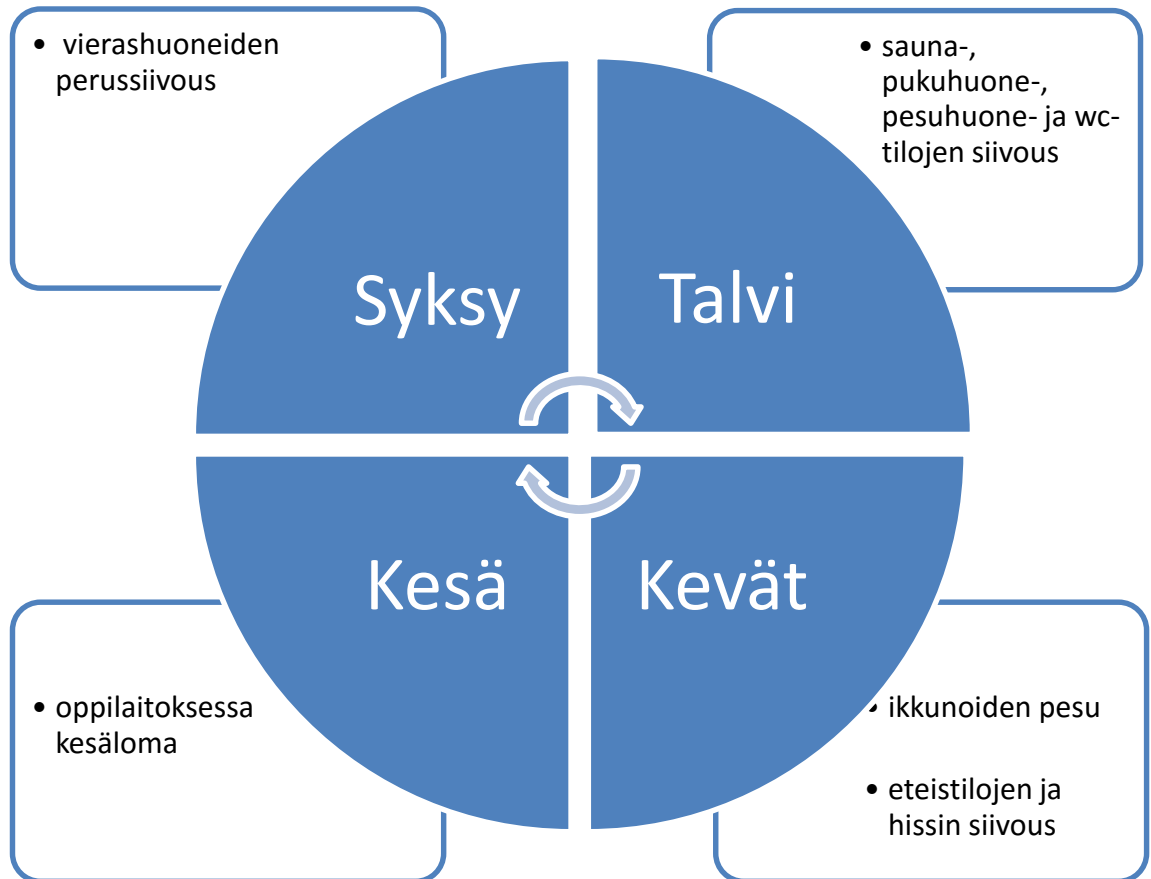 • vierashuoneiden
perussiivous
• sauna-,
pukuhuone-,
pesuhuone- ja wc-
tilojen siivous
Syksy
Talvi
Kesä
Kevät
• oppilaitoksessa
kesäloma
• ikkunoiden pesu
• eteistilojen ja
hissin siivous